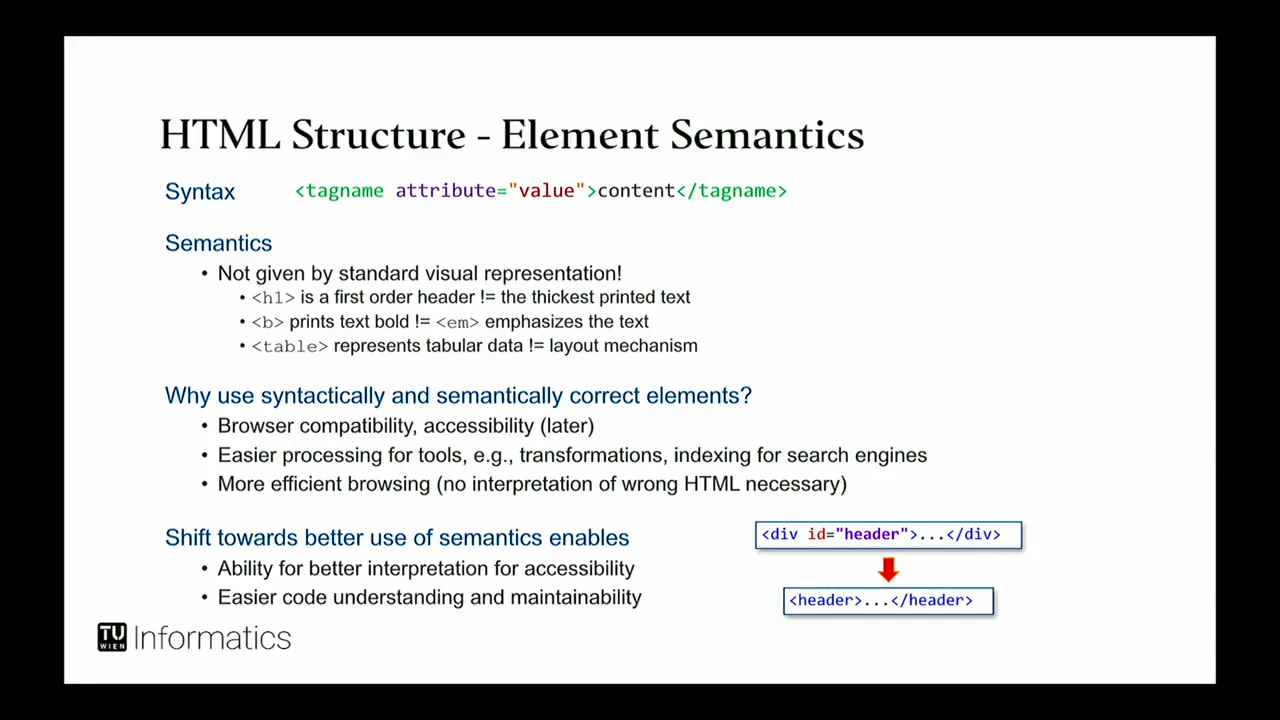 HTML Structure - Element Semantics
Syntax <tagname attribute="value">content</tagname>
Semantics
• Not given by standard visual representation!
• <h1> is a first order header != the thickest printed text
• <b> prints text bold != <em> emphasizes the text
• <table> represents tabular data != layout mechanism
Why use syntactically and semantically correct elements?
• Browser compatibility, accessibility (later)
• Easier processing for tools, e.g., transformations, indexing for search engines
• More efficient browsing (no interpretation of wrong HTML necessary)
Shift towards better use of semantics enables
• Ability for better interpretation for accessibility
• Easier code understanding and maintainability
<div id="header">...</div>
<header>...</header>
TU WIEN Informatics